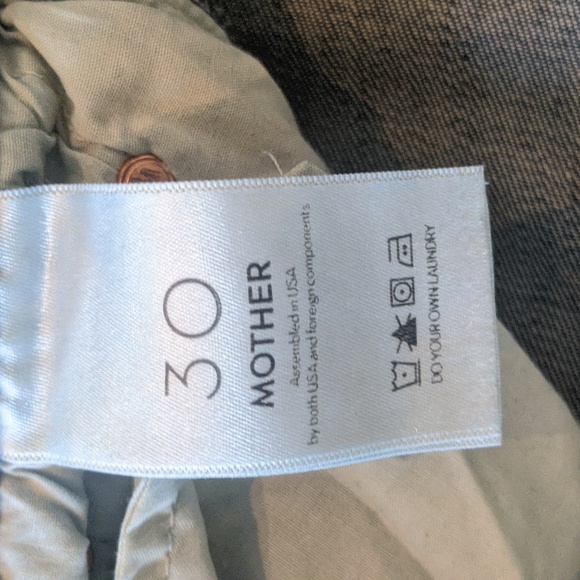 30
MOTHER
Assembled in USA
by both USA and foreign components
DO YOUR OWN LAUNDRY